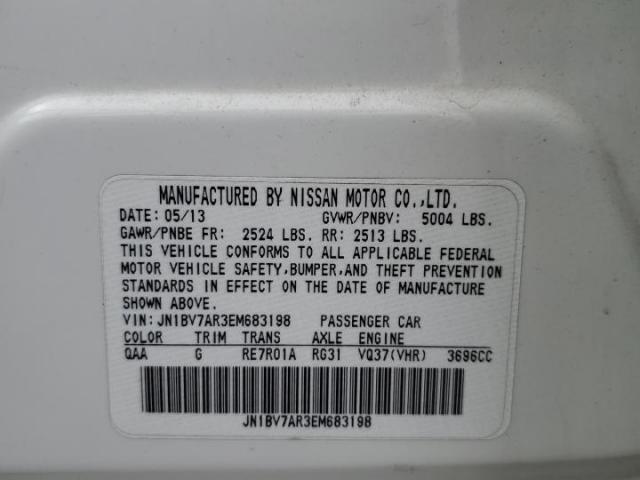 MANUFACTURED BY NISSAN MOTOR CO.,LTD.
DATE: 05/13 GVWR/PNBV: 5004 LBS.
GAWR/PNBE FR: 2524 LBS. RR: 2513 LBS.
THIS VEHICLE CONFORMS TO ALL APPLICABLE FEDERAL
MOTOR VEHICLE SAFETY,BUMPER,AND THEFT PREVENTION
STANDARDS IN EFFECT ON THE DATE OF MANUFACTURE
SHOWN ABOVE.
VIN: JN1BV7AR3EM683198 PASSENGER CAR
COLOR TRIM TRANS AXLE ENGINE
QAA G RE7R01A RG31 VQ37(VHR) 3696CC
JN1BV7AR3EM683198